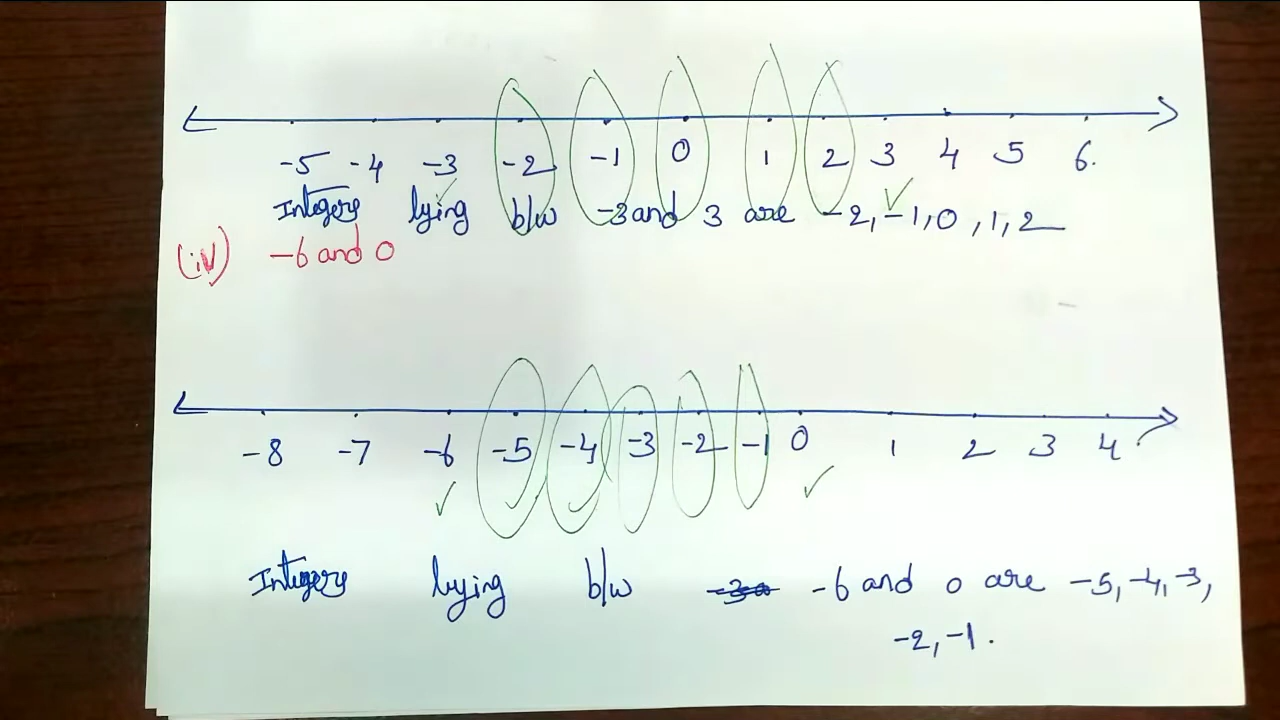 -5 -4 -3 -2 -1 0 1 2 3 4 5 6.
Integers lying b/w -3 and 3 are -2, -1, 0, 1, 2
(iv) -6 and 0
-8 -7 -6 -5 -4 -3 -2 -1 0 1 2 3 4
Integers lying b/w -6 and 0 are -5, -4, -3,
-2, -1.